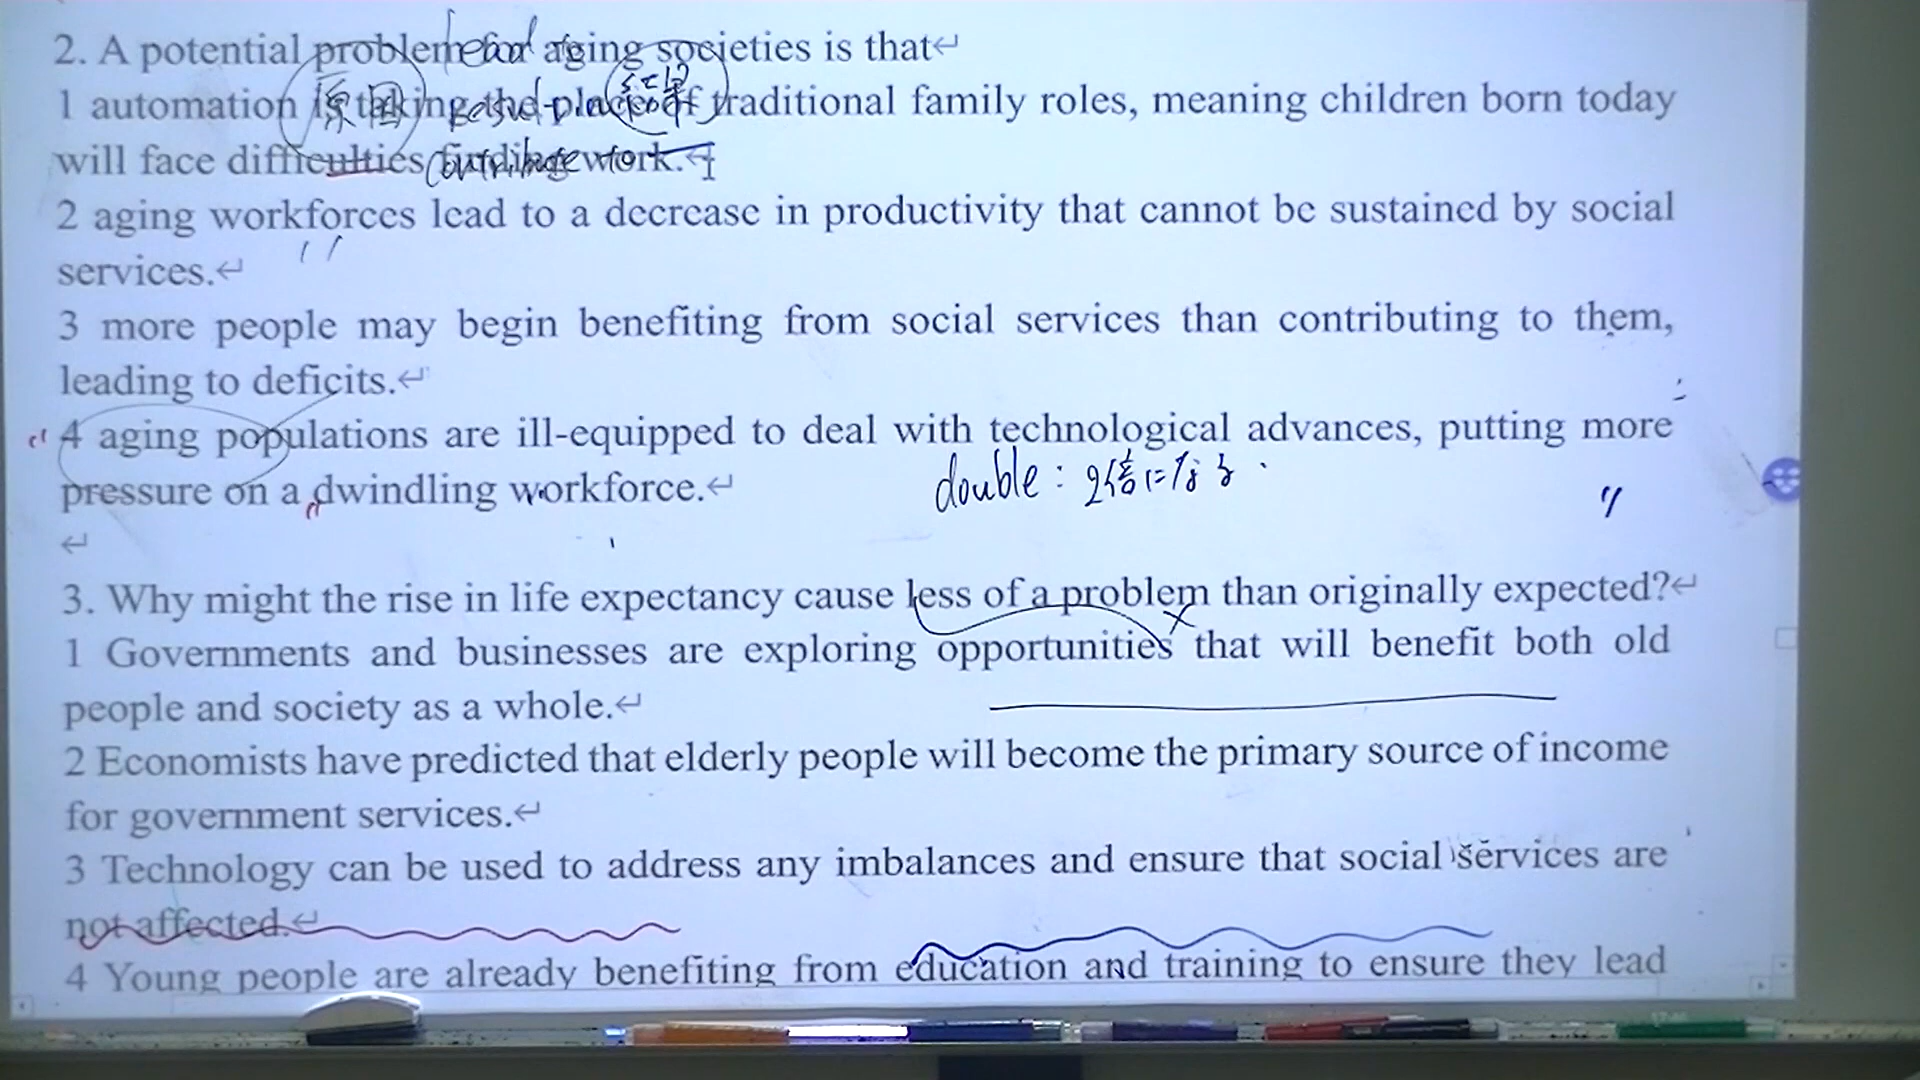 2. A potential problem for aging societies is that
1 automation is taking the place of traditional family roles, meaning children born today
will face difficulties finding work.
2 aging workforces lead to a decrease in productivity that cannot be sustained by social
services.
3 more people may begin benefiting from social services than contributing to them,
leading to deficits.
4 aging populations are ill-equipped to deal with technological advances, putting more
pressure on a dwindling workforce.
double : 2倍になる
3. Why might the rise in life expectancy cause less of a problem than originally expected?
1 Governments and businesses are exploring opportunities that will benefit both old
people and society as a whole.
2 Economists have predicted that elderly people will become the primary source of income
for government services.
3 Technology can be used to address any imbalances and ensure that social services are
not affected.
4 Young people are already benefiting from education and training to ensure they lead